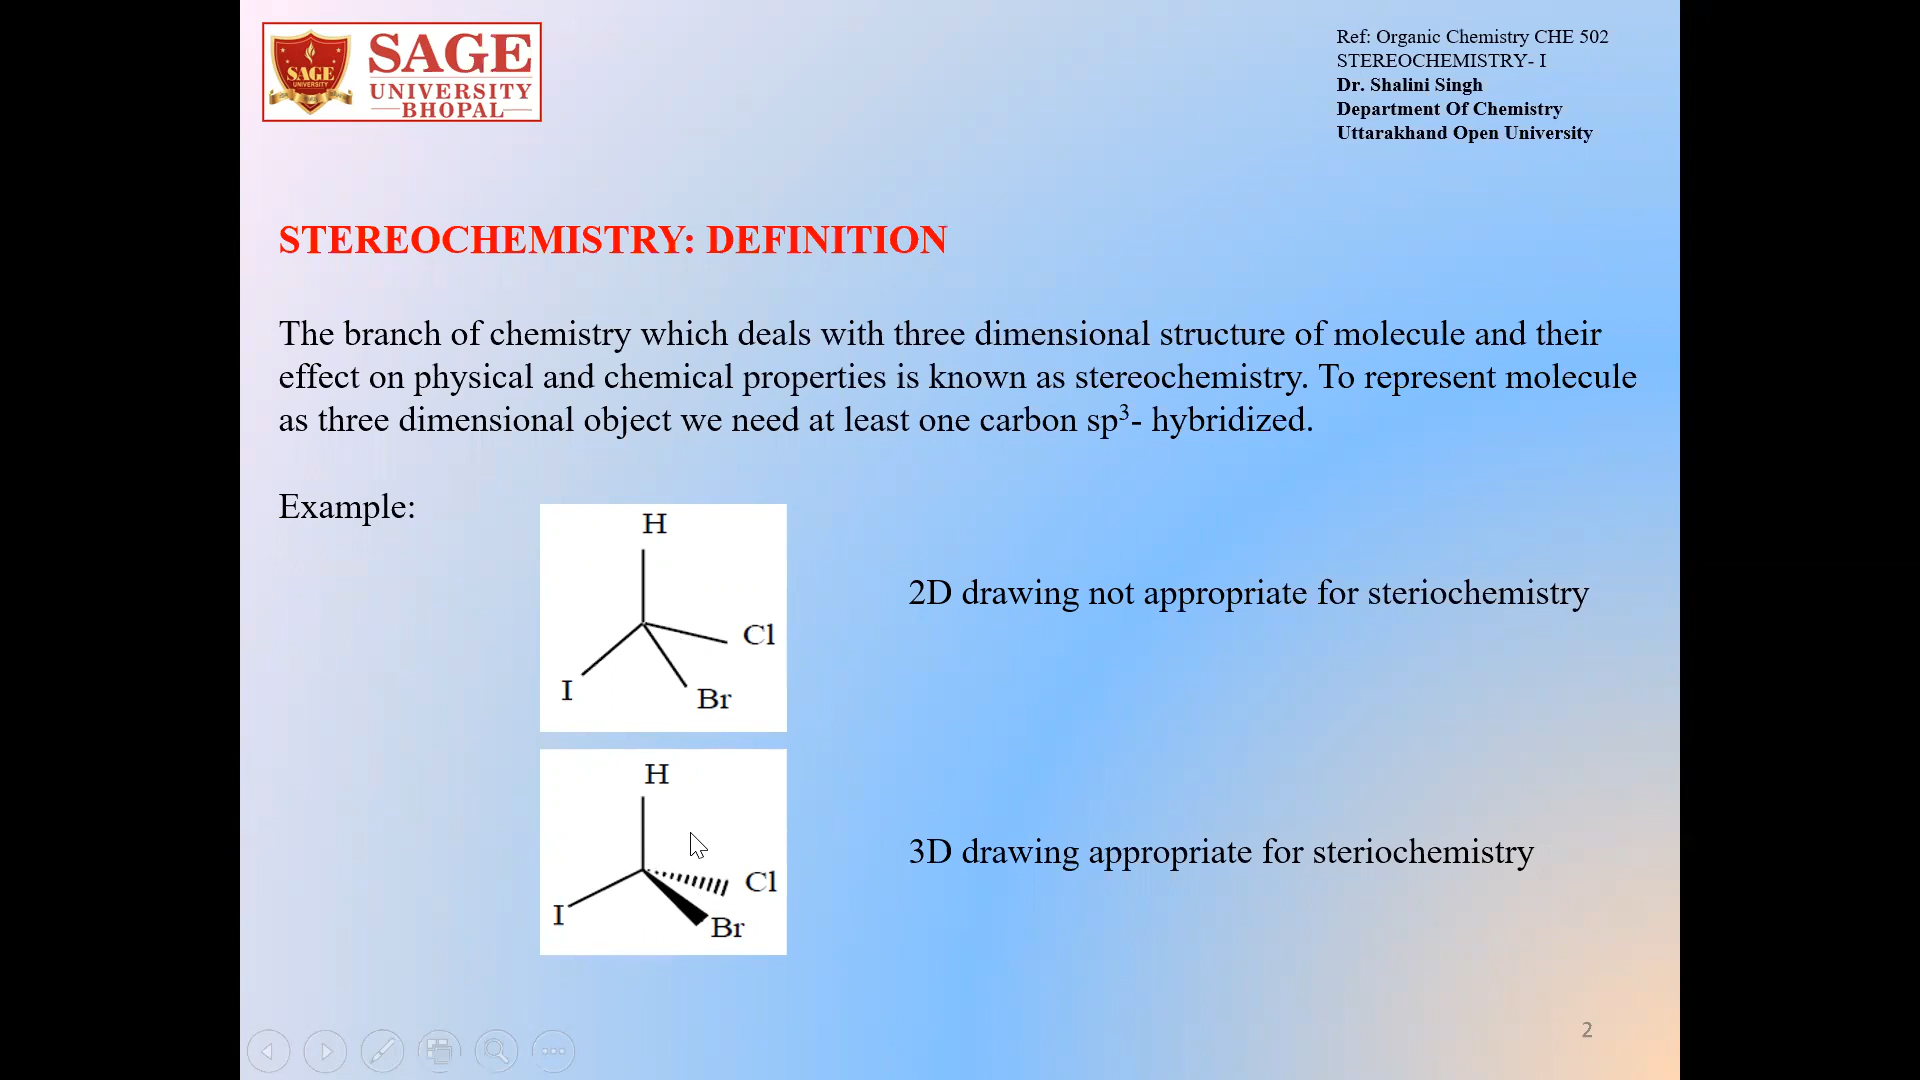 SAGE
UNIVERSITY
SAGE
UNIVERSITY
BHOPAL
Ref: Organic Chemistry CHE 502
STEREOCHEMISTRY- I
Dr. Shalini Singh
Department Of Chemistry
Uttarakhand Open University
STEREOCHEMISTRY: DEFINITION
The branch of chemistry which deals with three dimensional structure of molecule and their
effect on physical and chemical properties is known as stereochemistry. To represent molecule
as three dimensional object we need at least one carbon sp³- hybridized.
Example:
H
Cl
I
Br
2D drawing not appropriate for steriochemistry
H
Cl
I
Br
3D drawing appropriate for steriochemistry
2